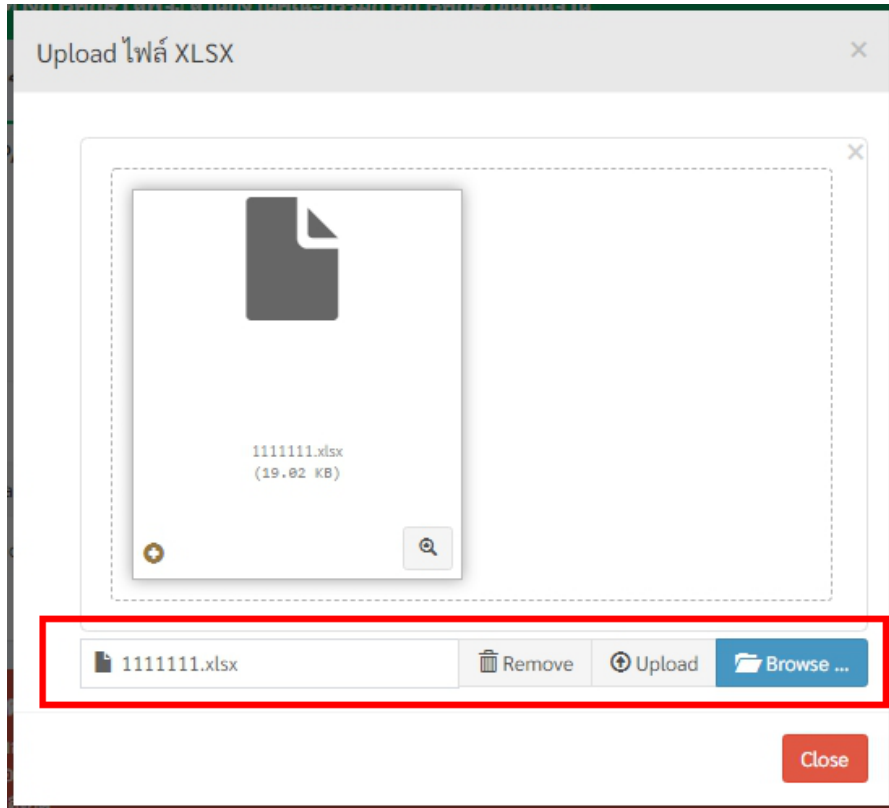 Upload ไฟล์ XLSX
1111111.xlsx
(19.02 KB)
1111111.xlsx Remove Upload Browse ...
Close